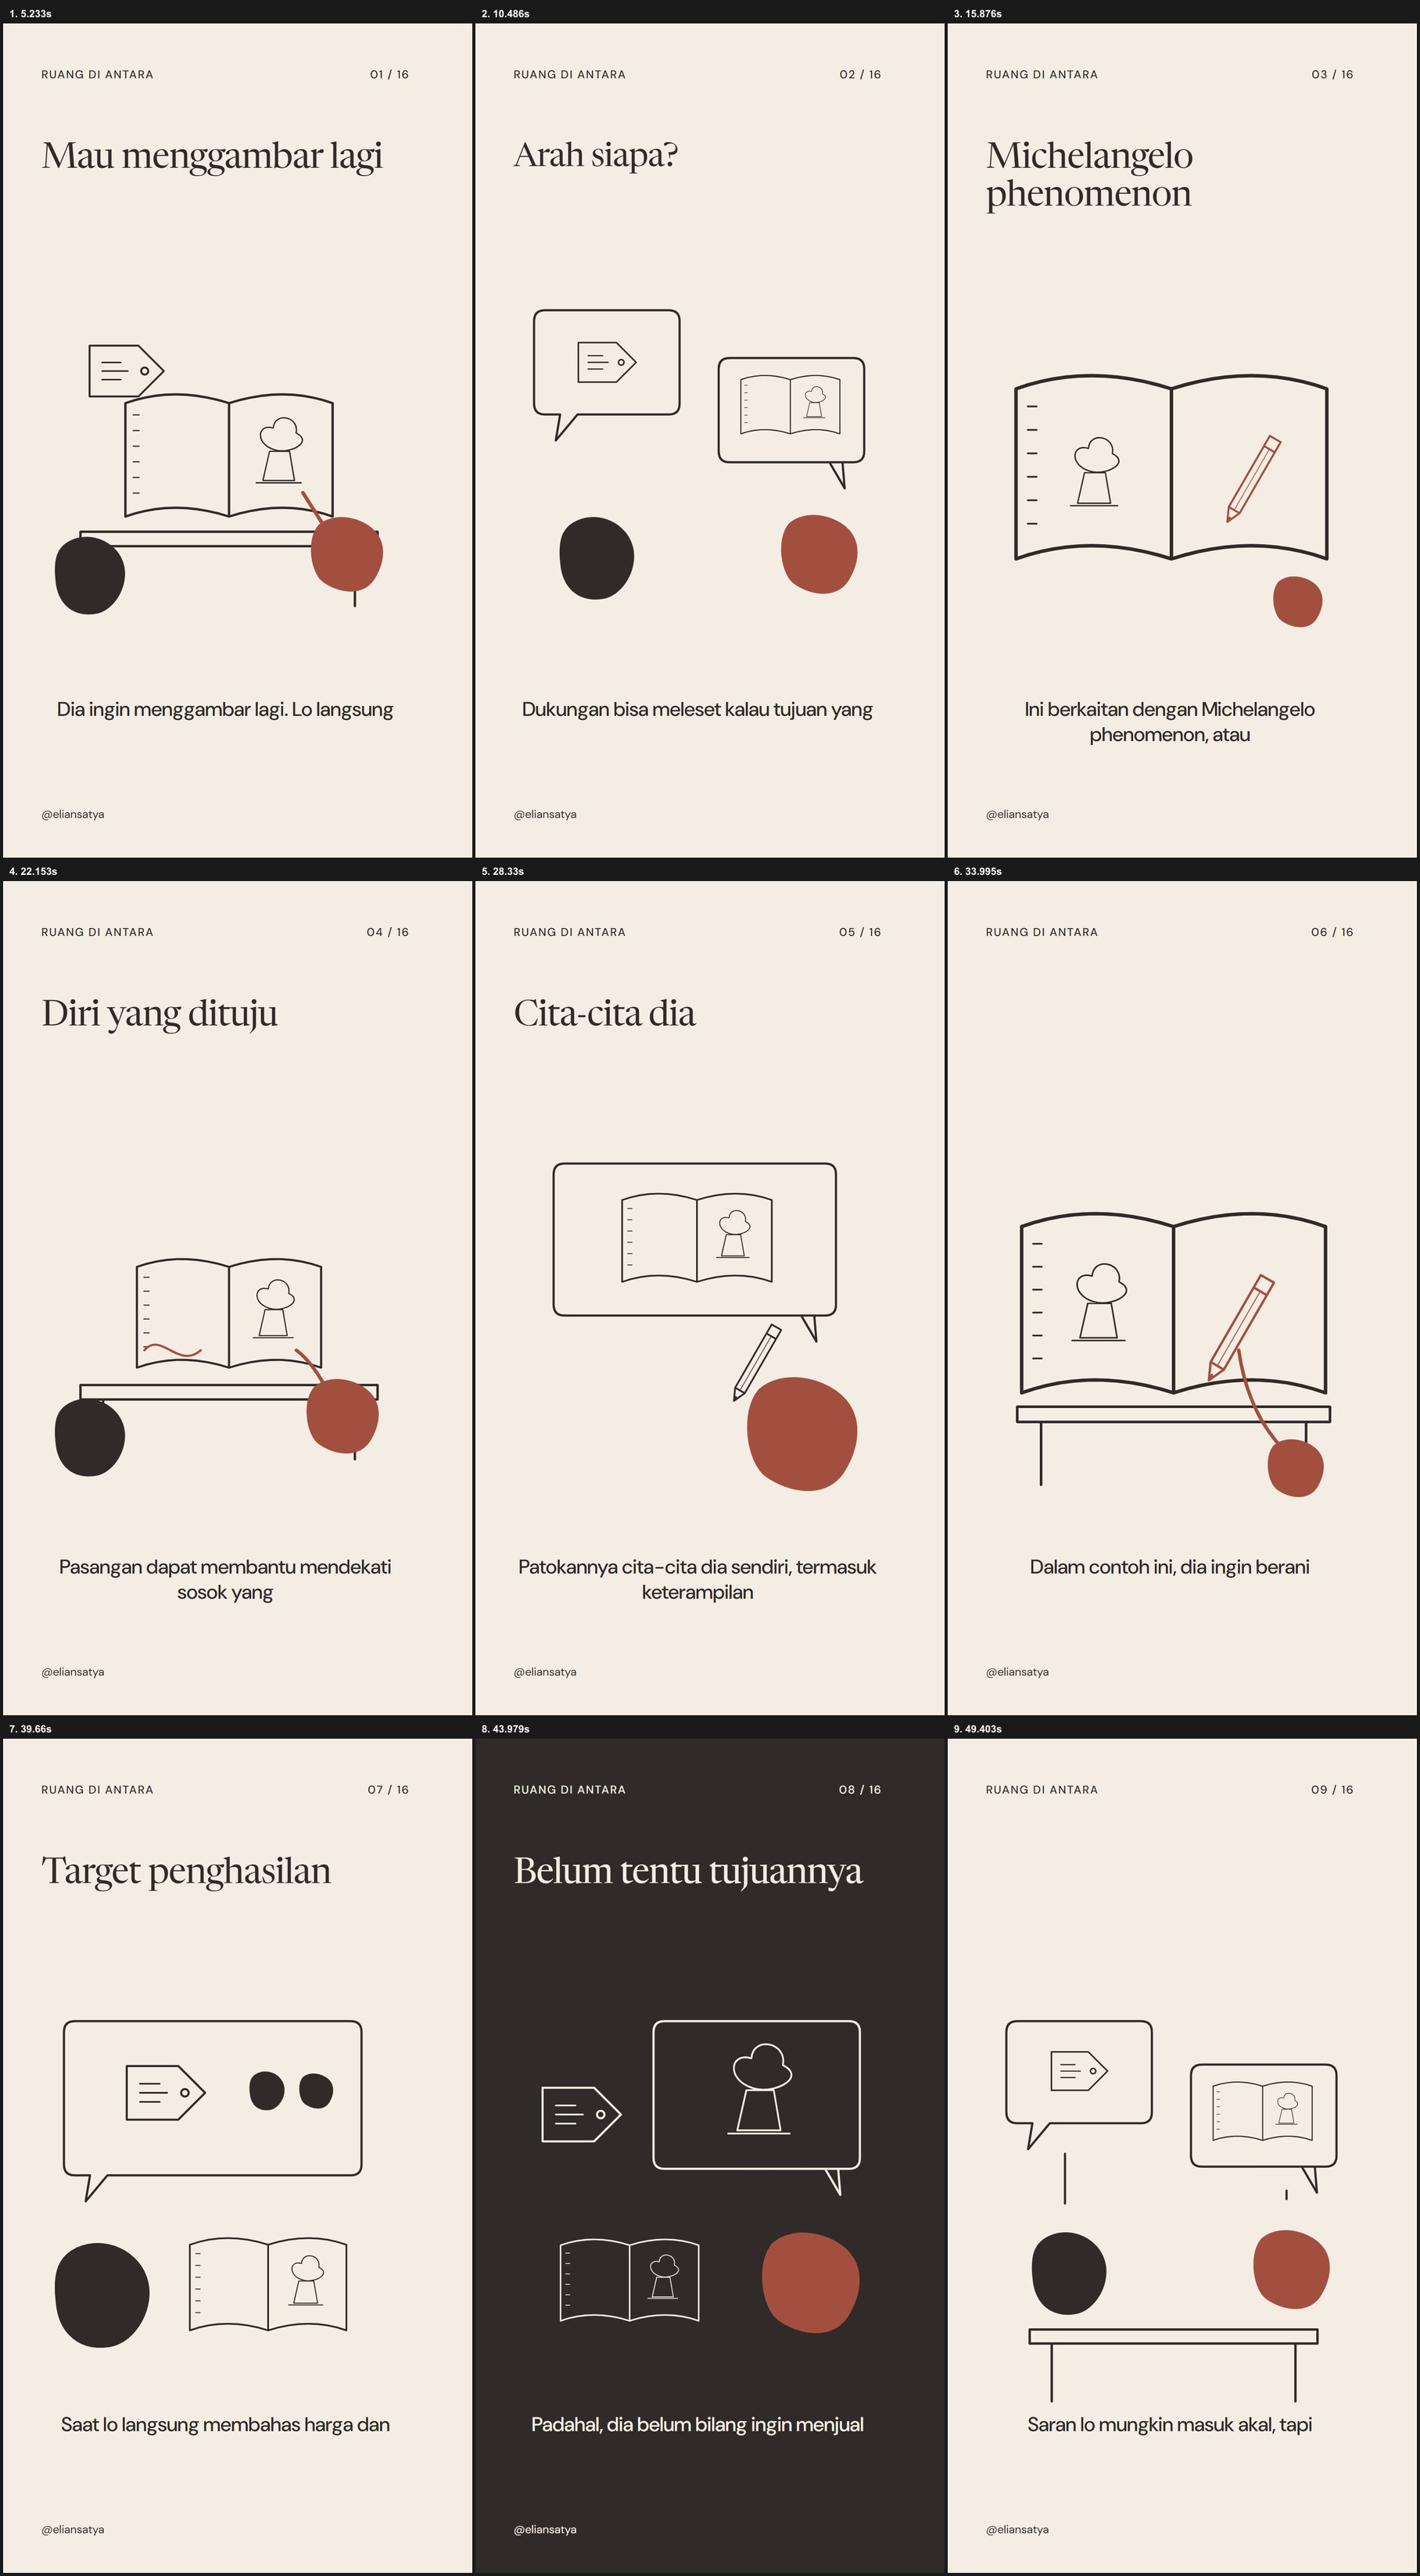 1. 5.233s
RUANG DI ANTARA
01 / 16
Mau menggambar lagi
Dia ingin menggambar lagi. Lo langsung
@eliansatya
2. 10.486s
RUANG DI ANTARA
02 / 16
Arah siapa?
Dukungan bisa meleset kalau tujuan yang
@eliansatya
3. 15.876s
RUANG DI ANTARA
03 / 16
Michelangelo
phenomenon
Ini berkaitan dengan Michelangelo
phenomenon, atau
@eliansatya
4. 22.153s
RUANG DI ANTARA
04 / 16
Diri yang dituju
Pasangan dapat membantu mendekati
sosok yang
@eliansatya
5. 28.33s
RUANG DI ANTARA
05 / 16
Cita-cita dia
Patokannya cita-cita dia sendiri, termasuk
keterampilan
@eliansatya
6. 33.995s
RUANG DI ANTARA
06 / 16
Dalam contoh ini, dia ingin berani
@eliansatya
7. 39.66s
RUANG DI ANTARA
07 / 16
Target penghasilan
Saat lo langsung membahas harga dan
@eliansatya
8. 43.979s
RUANG DI ANTARA
08 / 16
Belum tentu tujuannya
Padahal, dia belum bilang ingin menjual
@eliansatya
9. 49.403s
RUANG DI ANTARA
09 / 16
Saran lo mungkin masuk akal, tapi
@eliansatya